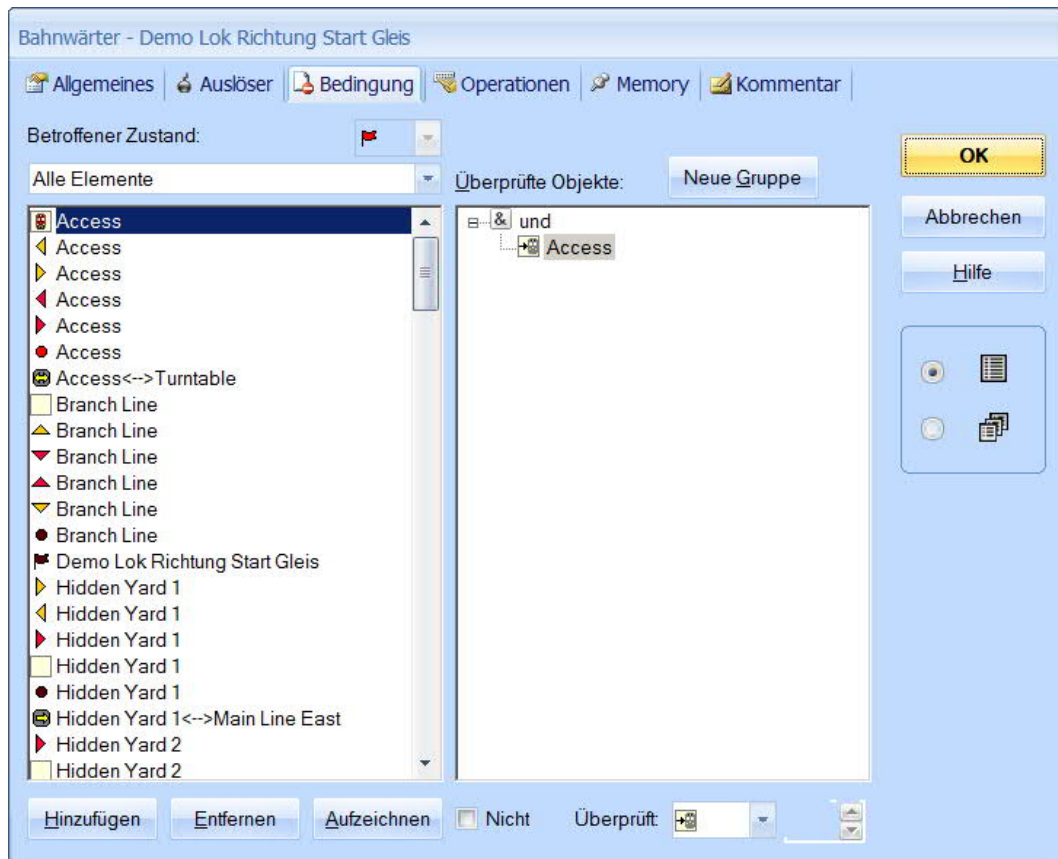 Bahnwärter - Demo Lok Richtung Start Gleis
Allgemeines Auslöser Bedingung Operationen Memory Kommentar
Betroffener Zustand:
Alle Elemente
Access
Access
Access
Access
Access
Access
Access<-->Turntable
Branch Line
Branch Line
Branch Line
Branch Line
Branch Line
Branch Line
Demo Lok Richtung Start Gleis
Hidden Yard 1
Hidden Yard 1
Hidden Yard 1
Hidden Yard 1
Hidden Yard 1
Hidden Yard 1<-->Main Line East
Hidden Yard 2
Hidden Yard 2
Überprüfte Objekte:
Neue Gruppe
& und
Access
OK
Abbrechen
Hilfe
Hinzufügen Entfernen Aufzeichnen Nicht Überprüft: